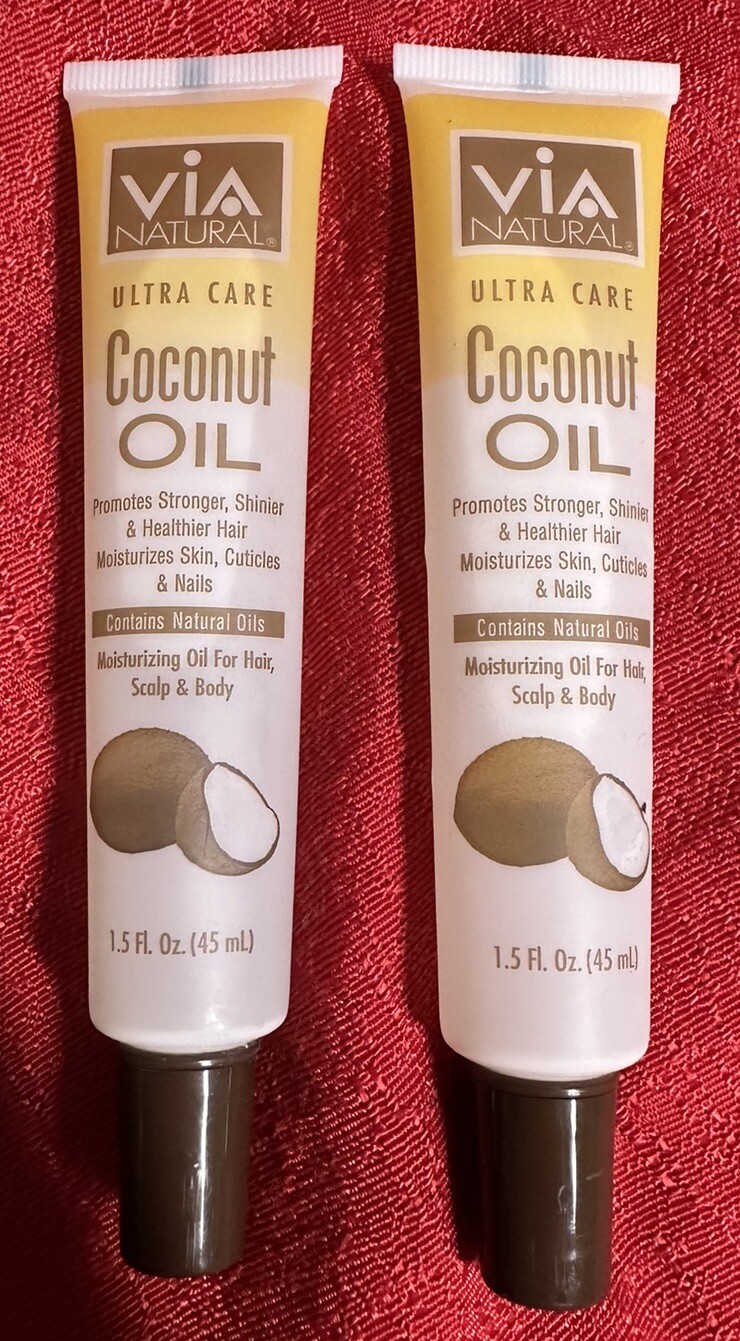 ViA
NATURAL®
ULTRA CARE
Coconut
OIL
Promotes Stronger, Shinier
& Healthier Hair
Moisturizes Skin, Cuticles
& Nails
Contains Natural Oils
Moisturizing Oil For Hair,
Scalp & Body
1.5 Fl. Oz. (45 mL)
ViA
NATURAL®
ULTRA CARE
Coconut
OIL
Promotes Stronger, Shinier
& Healthier Hair
Moisturizes Skin, Cuticles
& Nails
Contains Natural Oils
Moisturizing Oil For Hair,
Scalp & Body
1.5 Fl. Oz. (45 mL)